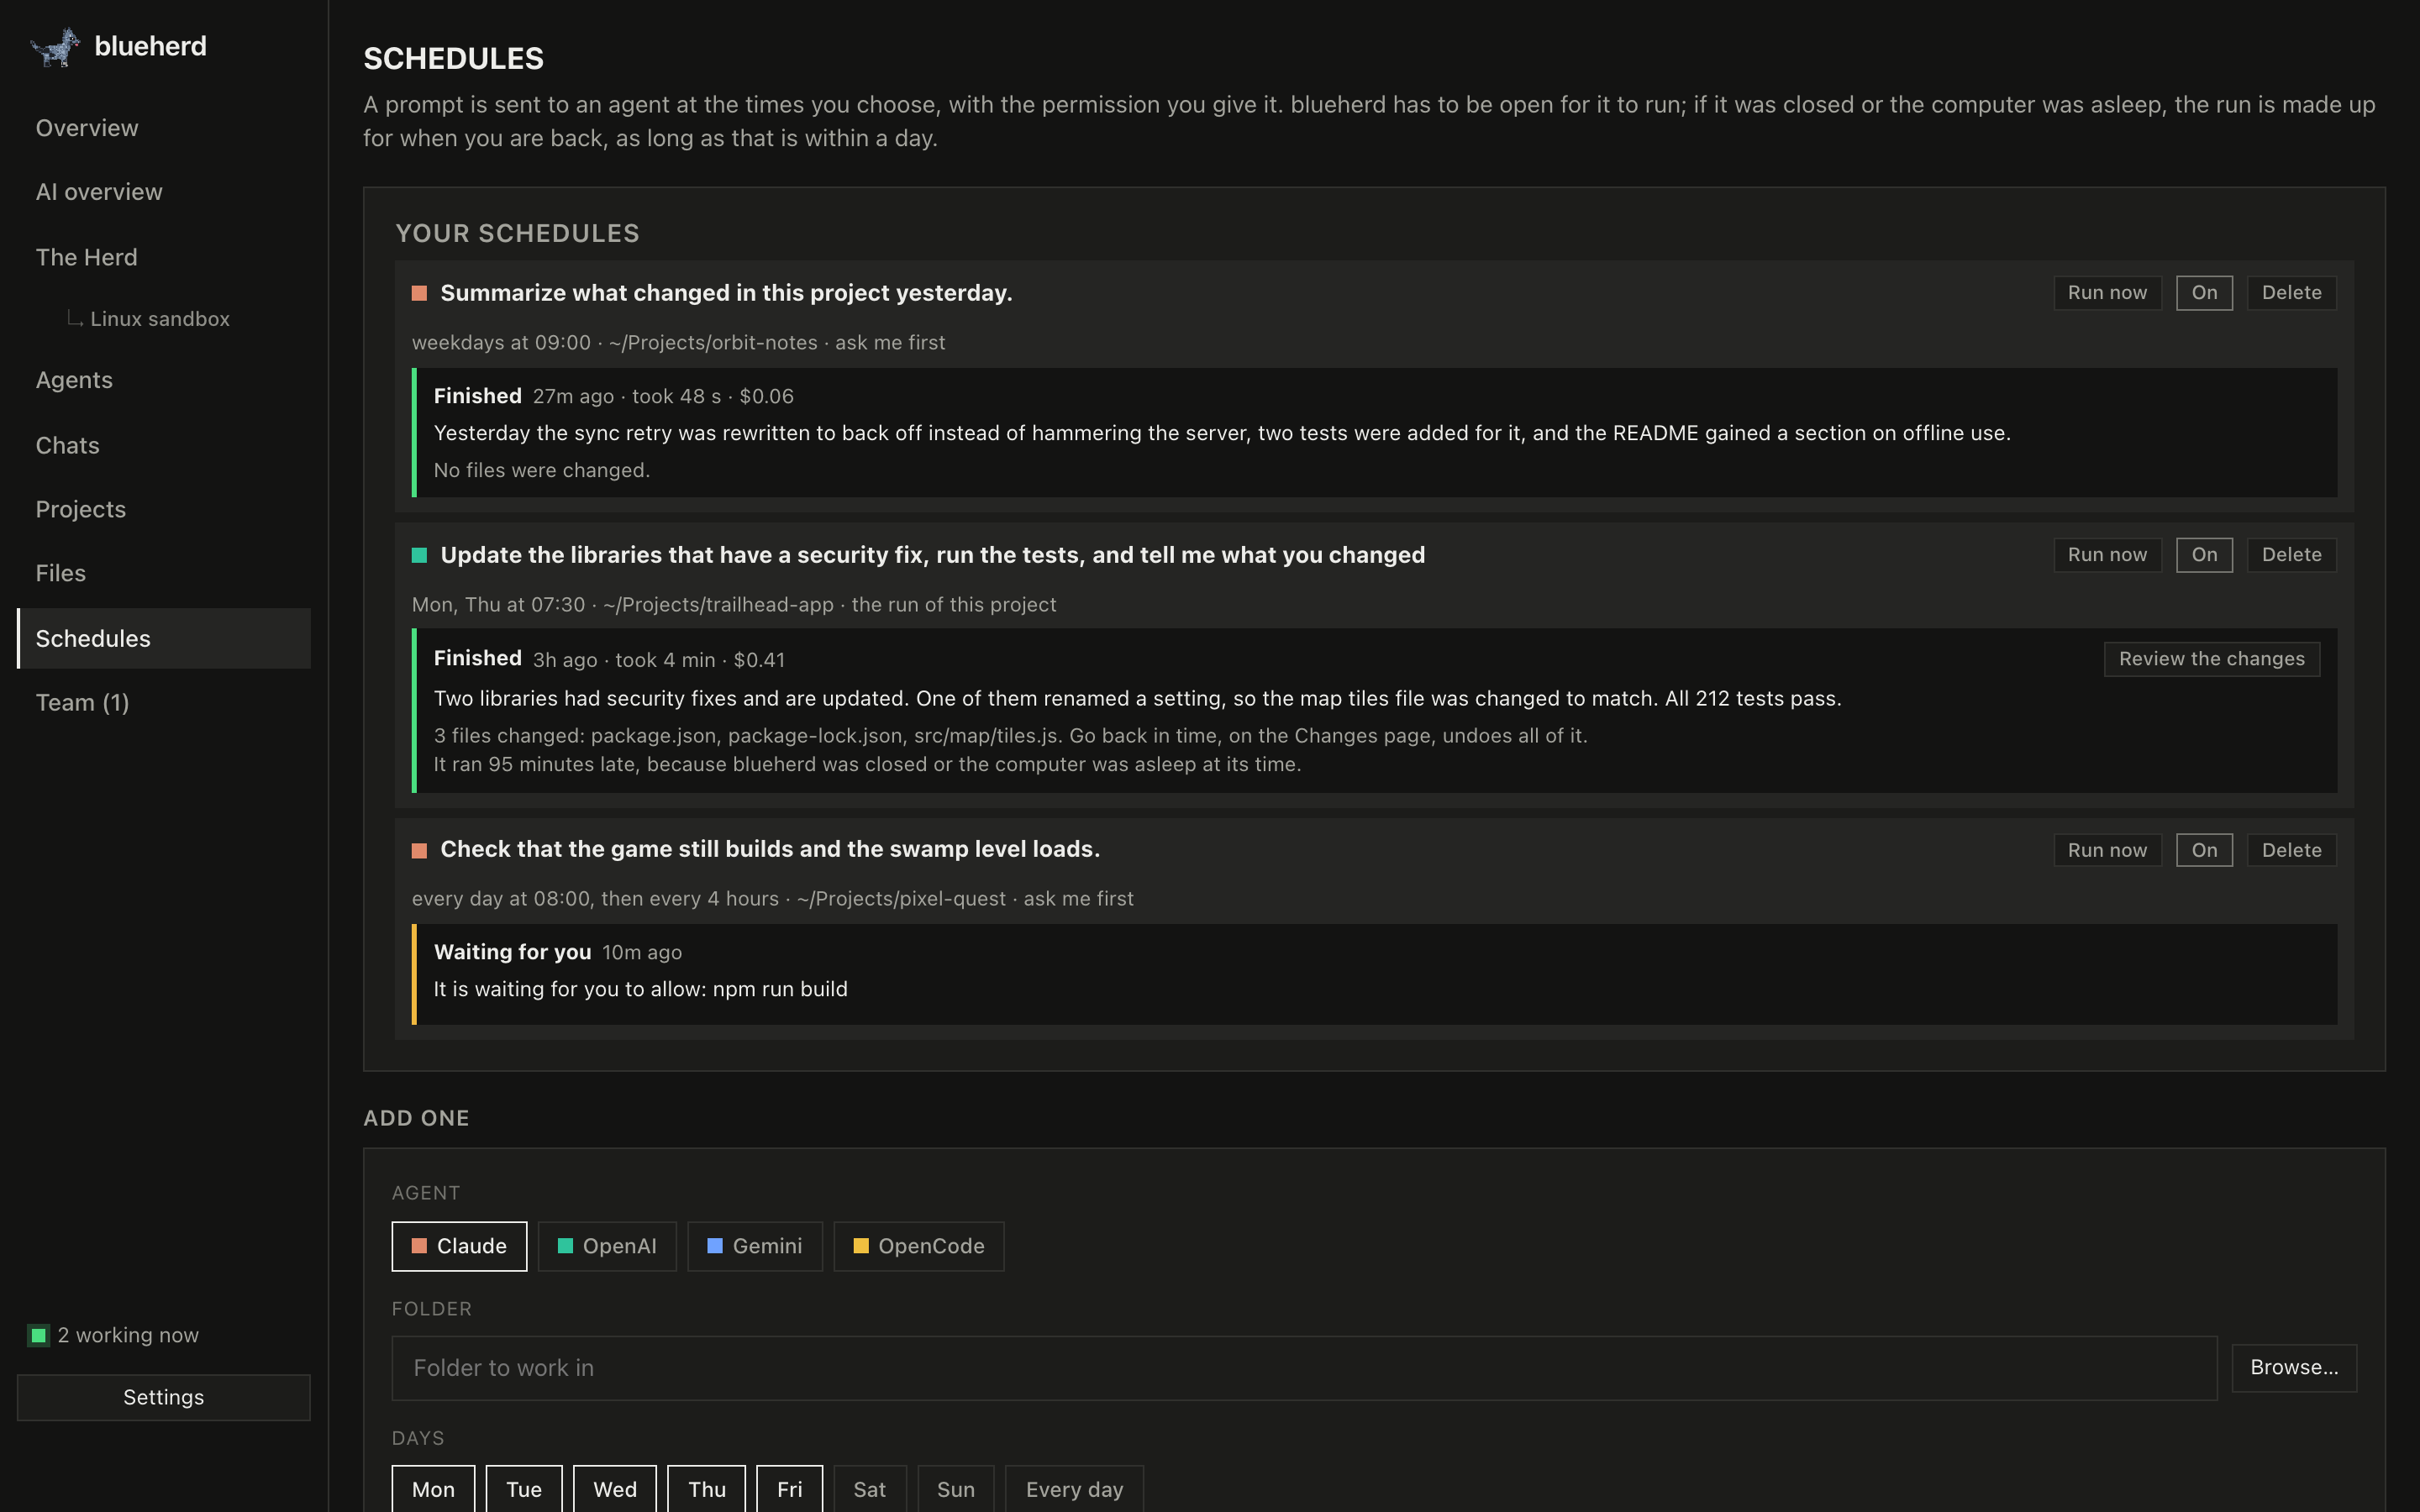 blueherd
Overview
AI overview
The Herd
Linux sandbox
Agents
Chats
Projects
Files
Schedules
Team (1)
2 working now
Settings
SCHEDULES
A prompt is sent to an agent at the times you choose, with the permission you give it. blueherd has to be open for it to run; if it was closed or the computer was asleep, the run is made up
for when you are back, as long as that is within a day.
YOUR SCHEDULES
Summarize what changed in this project yesterday. Run now On Delete
weekdays at 09:00 · ~/Projects/orbit-notes · ask me first
Finished 27m ago · took 48 s · $0.06
Yesterday the sync retry was rewritten to back off instead of hammering the server, two tests were added for it, and the README gained a section on offline use.
No files were changed.
Update the libraries that have a security fix, run the tests, and tell me what you changed Run now On Delete
Mon, Thu at 07:30 · ~/Projects/trailhead-app · the run of this project
Finished 3h ago · took 4 min · $0.41 Review the changes
Two libraries had security fixes and are updated. One of them renamed a setting, so the map tiles file was changed to match. All 212 tests pass.
3 files changed: package.json, package-lock.json, src/map/tiles.js. Go back in time, on the Changes page, undoes all of it.
It ran 95 minutes late, because blueherd was closed or the computer was asleep at its time.
Check that the game still builds and the swamp level loads. Run now On Delete
every day at 08:00, then every 4 hours · ~/Projects/pixel-quest · ask me first
Waiting for you 10m ago
It is waiting for you to allow: npm run build
ADD ONE
AGENT
Claude OpenAI Gemini OpenCode
FOLDER
Folder to work in Browse...
DAYS
Mon Tue Wed Thu Fri Sat Sun Every day